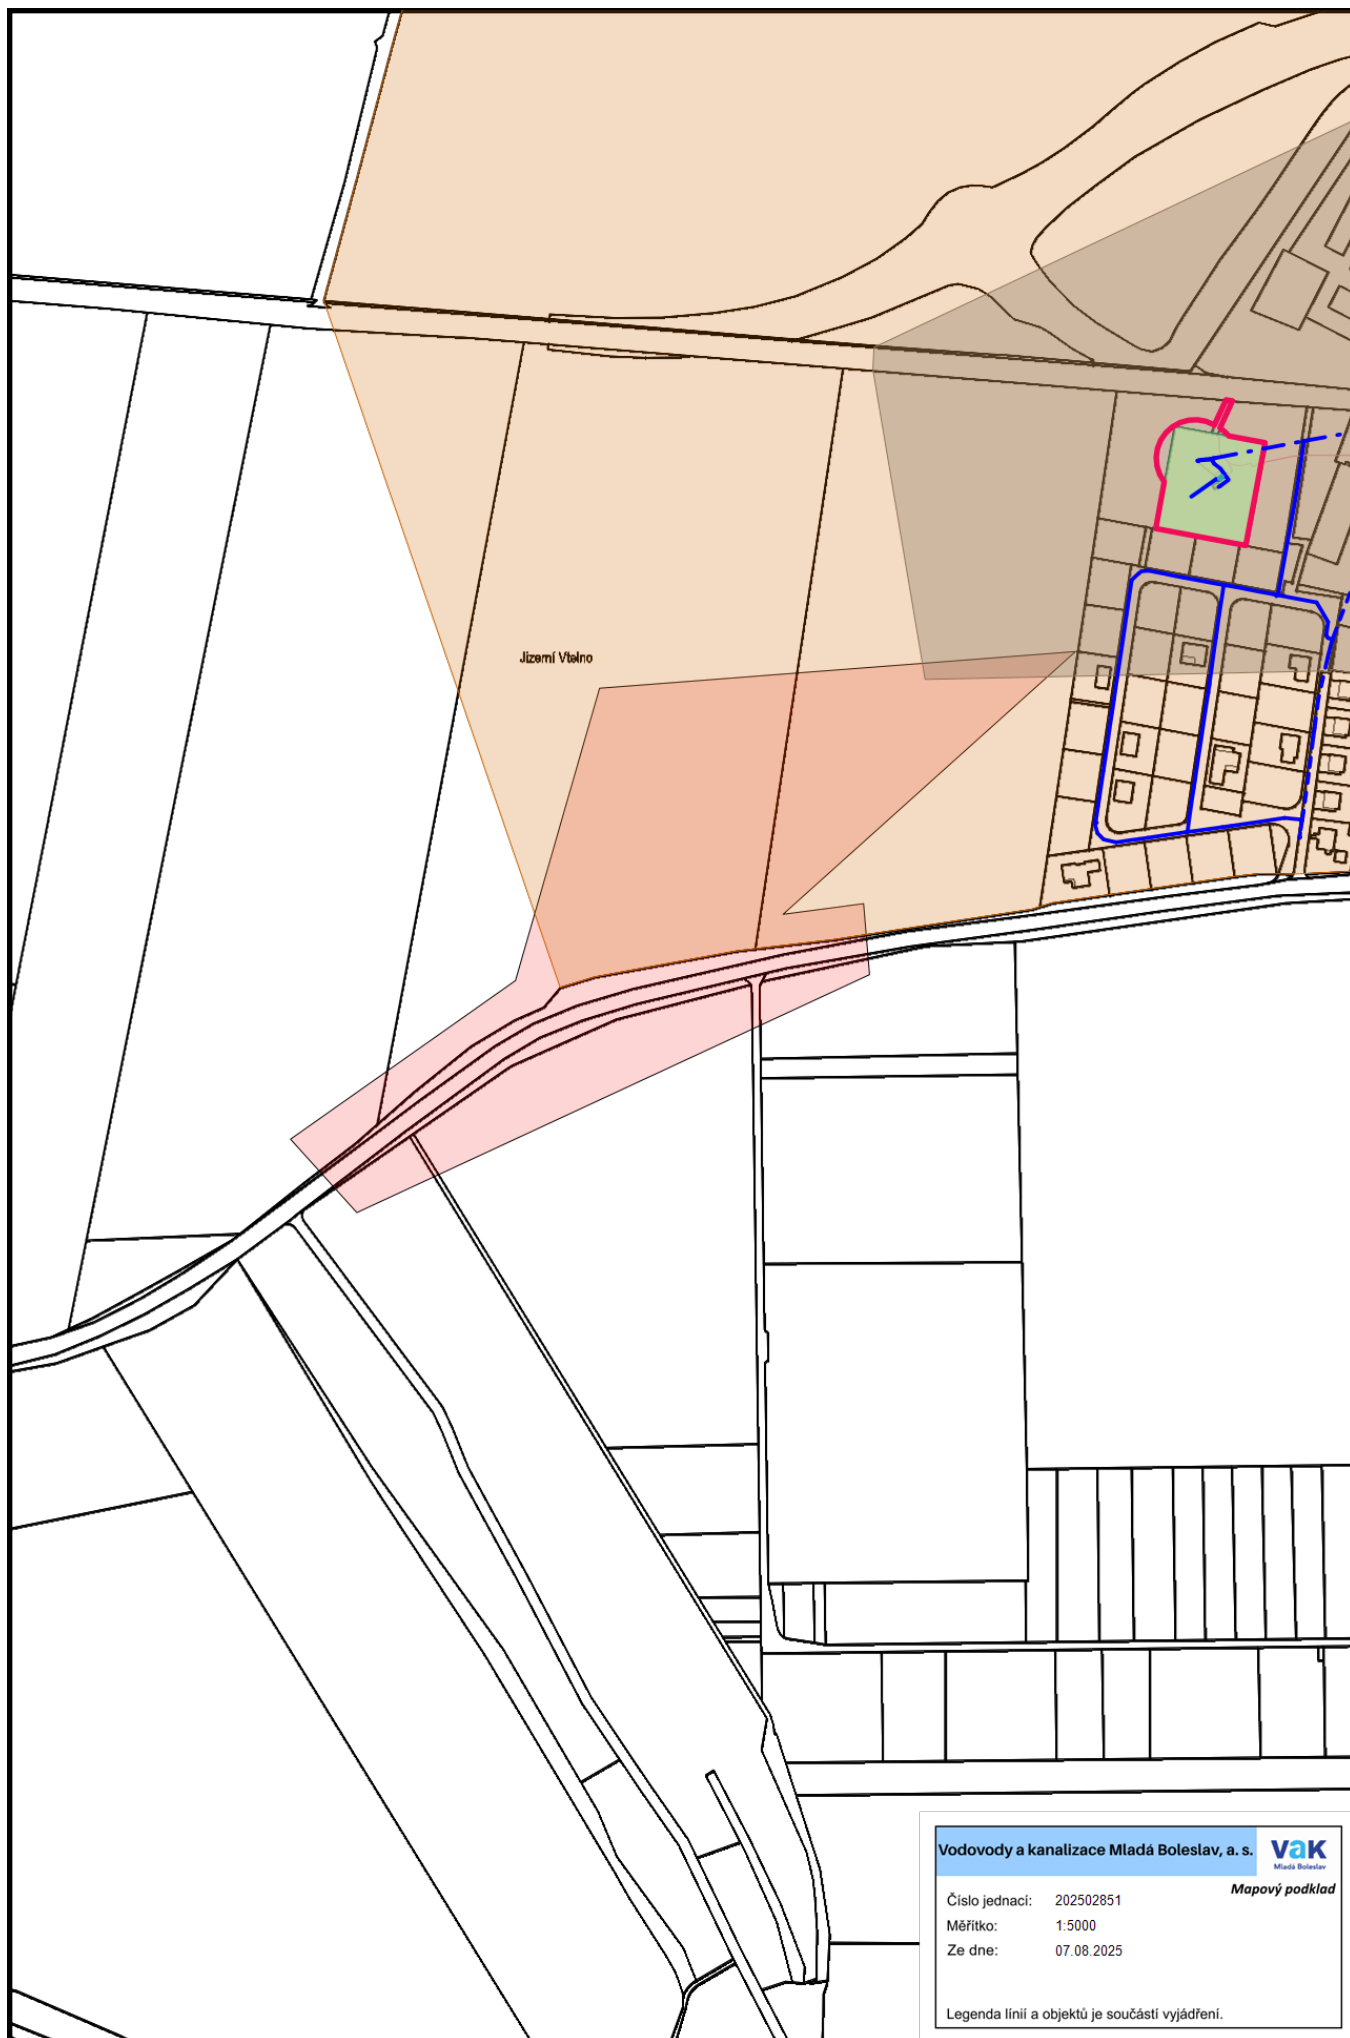 Jizerní Vtelno
Vodovody a kanalizace Mladá Boleslav, a. s.
vaK
Mladá Boleslav
Mapový podklad
Číslo jednací: 202502851
Měřítko: 1:5000
Ze dne: 07.08.2025
Legenda linií a objektů je součástí vyjádření.